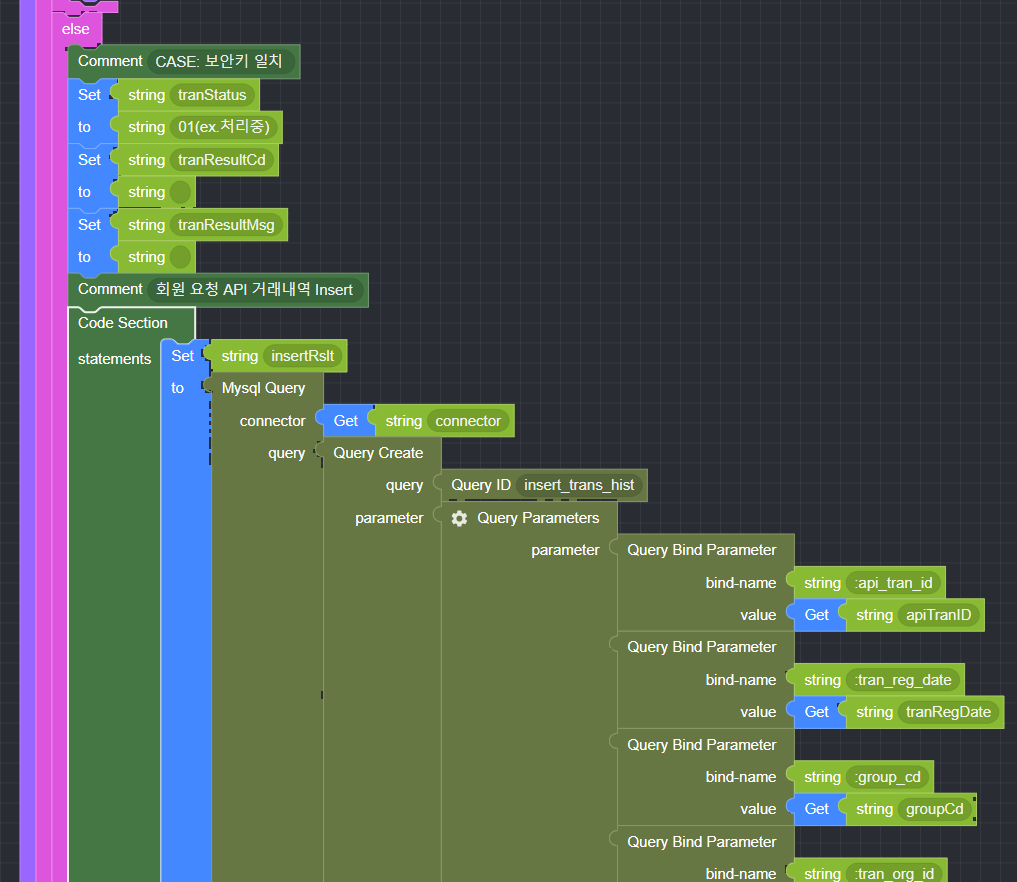 else
Comment CASE: 보안키 일치
Set string tranStatus
to string 01(ex.처리중)
Set string tranResultCd
to string
Set string tranResultMsg
to string
Comment 회원 요청 API 거래내역 Insert
Code Section
statements Set string insertRslt
to Mysql Query
connector Get string connector
query Query Create
query Query ID insert_trans_hist
parameter Query Parameters
parameter Query Bind Parameter
bind-name string :api_tran_id
value Get string apiTranID
Query Bind Parameter
bind-name string :tran_reg_date
value Get string tranRegDate
Query Bind Parameter
bind-name string :group_cd
value Get string groupCd
Query Bind Parameter
bind-name string :tran_org_id